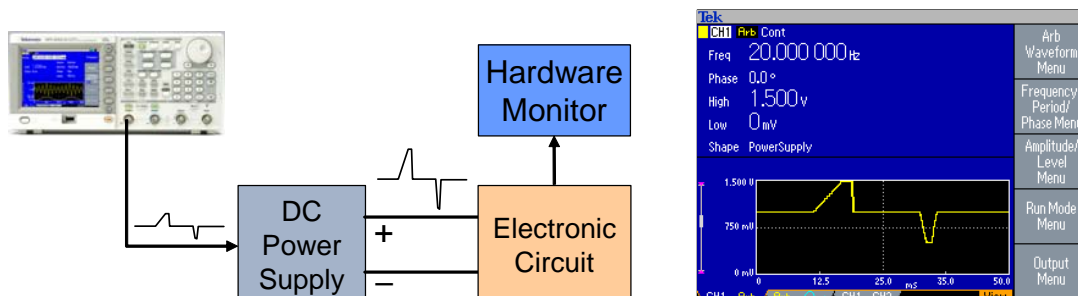 Hardware
Monitor
DC
Power
Supply
+
−
Electronic
Circuit
Tek
CH1 Arb Cont
Freq 20.000 000 Hz
Phase 0.0 °
High 1.500 V
Low 0 mV
Shape PowerSupply
1.500 V
750 mV
0 mV
0.0 12.5 25.0 ms 35.0 50.0
View
Arb
Waveform
Menu
Frequency
Period/
Phase Menu
Amplitude/
Level
Menu
Run Mode
Menu
Output
Menu